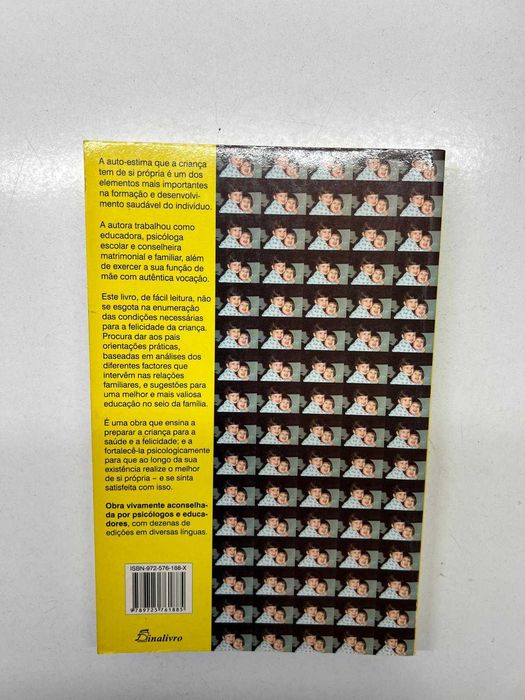 A auto-estima que a criança
tem de si própria é um dos
elementos mais importantes
na formação e desenvolvi-
mento saudável do indivíduo.
A autora trabalhou como
educadora, psicóloga
escolar e conselheira
matrimonial e familiar, além
de exercer a sua função de
mãe com autêntica vocação.
Este livro, de fácil leitura, não
se esgota na enumeração
das condições necessárias
para a felicidade da criança.
Procura dar aos pais
orientações práticas,
baseadas em análises dos
diferentes factores que
intervêm nas relações
familiares, e sugestões para
uma melhor e mais valiosa
educação no seio da família.
É uma obra que ensina a
preparar a criança para a
saúde e a felicidade; e a
fortalecê-la psicologicamente
para que ao longo da sua
existência realize o melhor
de si própria – e se sinta
satisfeita com isso.
Obra vivamente aconselha-
da por psicólogos e educa-
dores, com dezenas de
edições em diversas línguas.
ISBN-972-576-188-X
9789725761885
Dinalivro